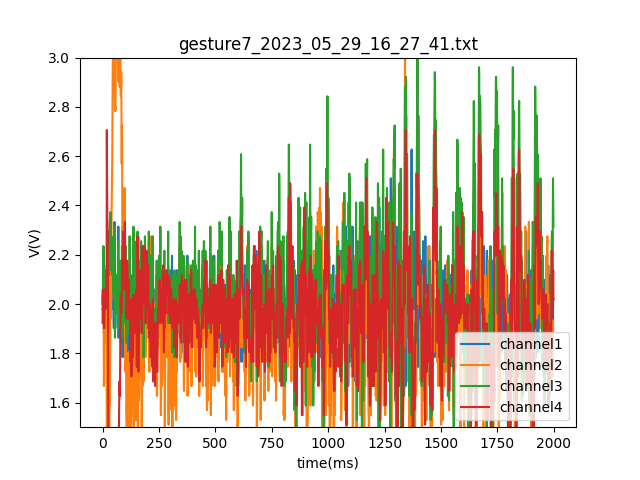 gesture7_2023_05_29_16_27_41.txt
3.0
2.8
2.6
2.4
2.2
2.0
1.8
1.6
V(V)
channel1
channel2
channel3
channel4
0 250 500 750 1000 1250 1500 1750 2000
time(ms)